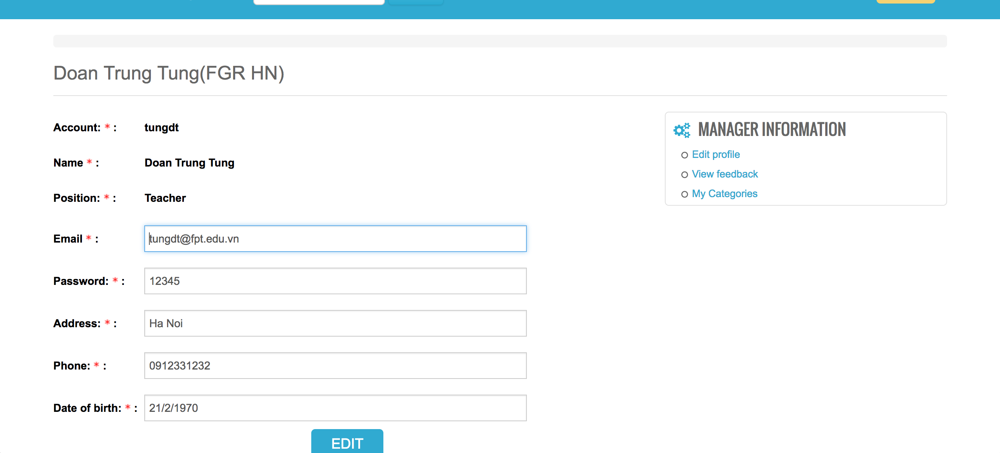 Doan Trung Tung(FGR HN)
Account: * : tungdt
Name * : Doan Trung Tung
Position: * : Teacher
Email * : tungdt@fpt.edu.vn
Password: * : 12345
Address: * : Ha Noi
Phone: * : 0912331232
Date of birth: * : 21/2/1970
EDIT
MANAGER INFORMATION
Edit profile
View feedback
My Categories